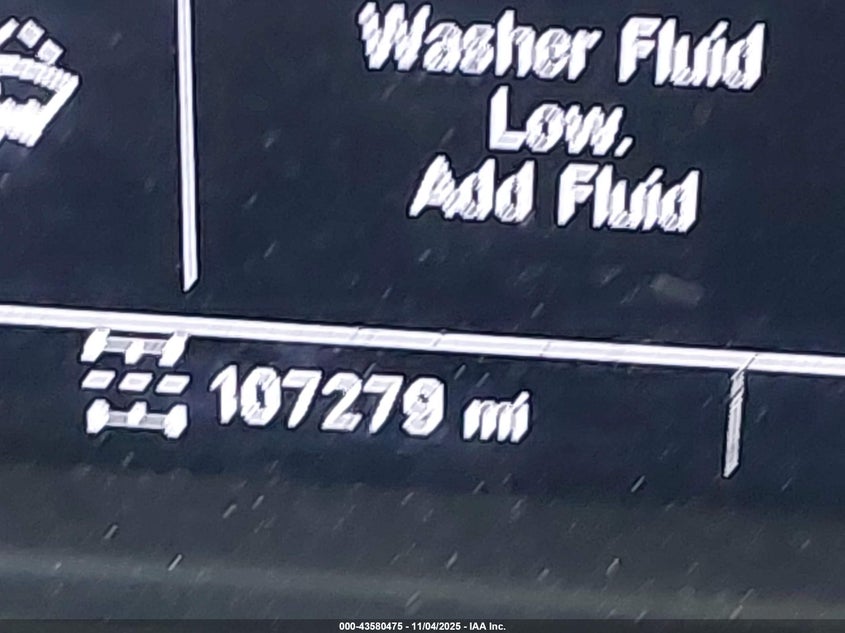 Washer Fluid
Low,
Add Fluid
107279 mi
000-43580475 - 11/04/2025 - IAA Inc.